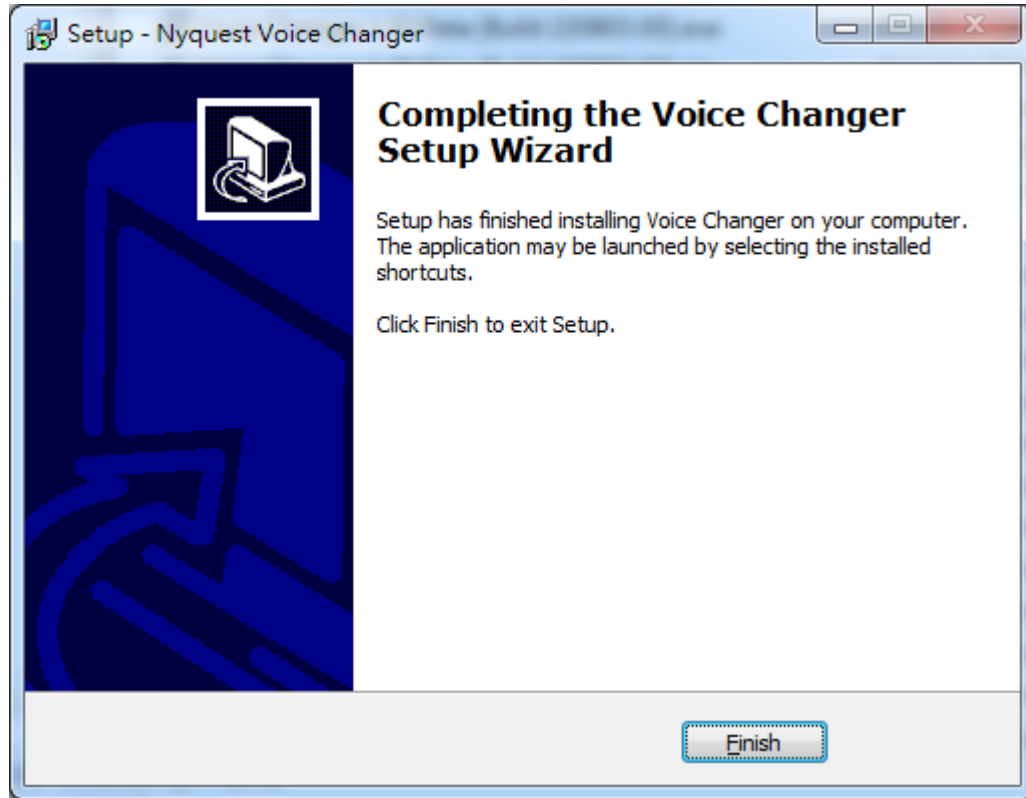 Setup - Nyquest Voice Changer
Completing the Voice Changer
Setup Wizard
Setup has finished installing Voice Changer on your computer.
The application may be launched by selecting the installed
shortcuts.
Click Finish to exit Setup.
Finish